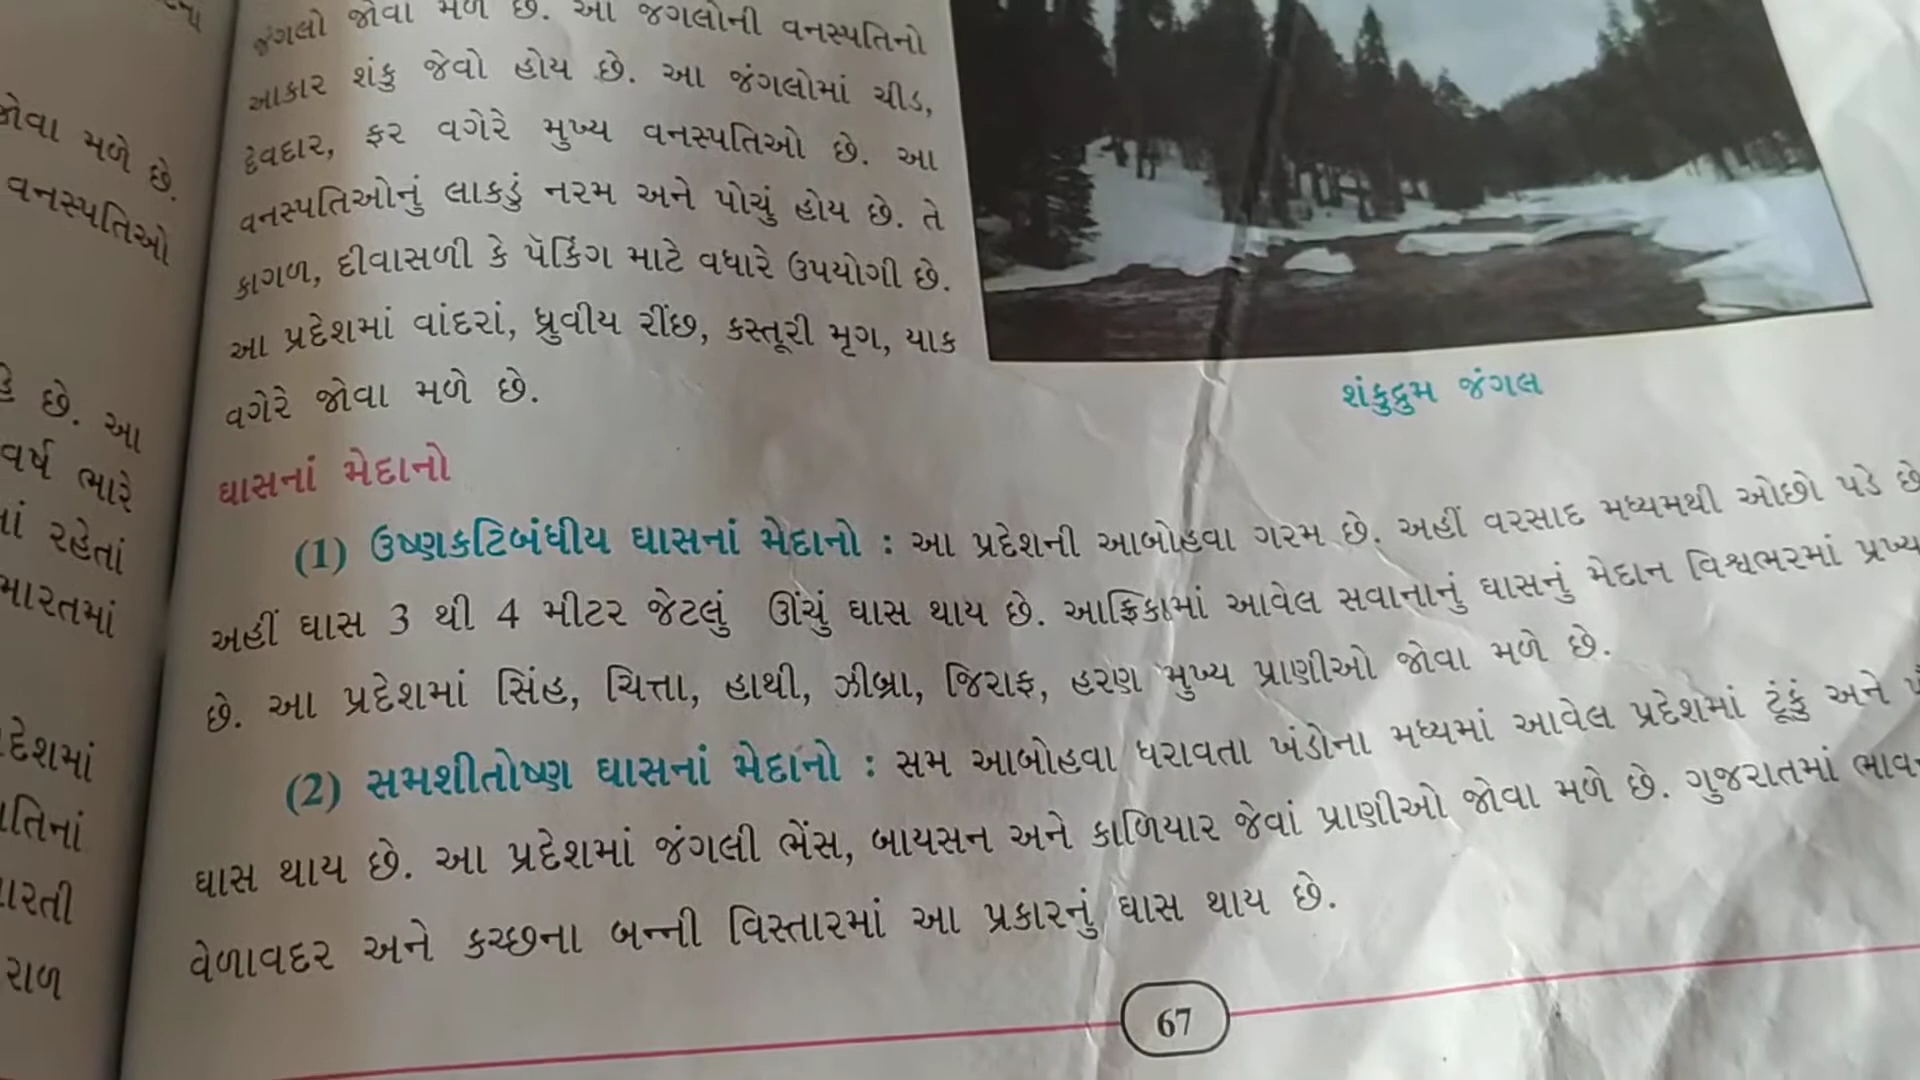 જોવા મળે છે.
વનસ્પતિઓ
છે. આ
વર્ષ ભારે
રહેતાં
જંગલો જોવા મળે છે. આ જંગલોની વનસ્પતિનો
આકાર શંકુ જેવો હોય છે. આ જંગલોમાં ચીડ,
દેવદાર, ફર વગેરે મુખ્ય વનસ્પતિઓ છે. આ
વનસ્પતિઓનું લાકડું નરમ અને પોચું હોય છે. તે
કાગળ, દીવાસળી કે પૅકિંગ માટે વધારે ઉપયોગી છે.
આ પ્રદેશમાં વાંદરાં, ધ્રુવીય રીંછ, કસ્તૂરી મૃગ, યાક
વગેરે જોવા મળે છે.
શંકુદ્રુમ જંગલ
ઘાસનાં મેદાનો
(1) ઉષ્ણકટિબંધીય ઘાસનાં મેદાનો : આ પ્રદેશની આબોહવા ગરમ છે. અહીં વરસાદ મધ્યમથી ઓછો પડે છે
અહીં ઘાસ 3 થી 4 મીટર જેટલું ઊંચું ઘાસ થાય છે. આફ્રિકામાં આવેલ સવાનાનું ઘાસનું મેદાન વિશ્વભરમાં
છે. આ પ્રદેશમાં સિંહ, ચિત્તા, હાથી, ઝીબ્રા, જિરાફ, હરણ મુખ્ય પ્રાણીઓ જોવા મળે છે.
(2) સમશીતોષ્ણ ઘાસનાં મેદાનો : સમ આબોહવા ધરાવતા ખંડોના મધ્યમાં આવેલ પ્રદેશમાં ટૂંકું અને
ઘાસ થાય છે. આ પ્રદેશમાં જંગલી ભેંસ, બાયસન અને કાળિયાર જેવાં પ્રાણીઓ જોવા મળે છે. ગુજરાતમાં
વેળાવદર અને કચ્છના બન્ની વિસ્તારમાં આ પ્રકારનું ઘાસ થાય છે.
67